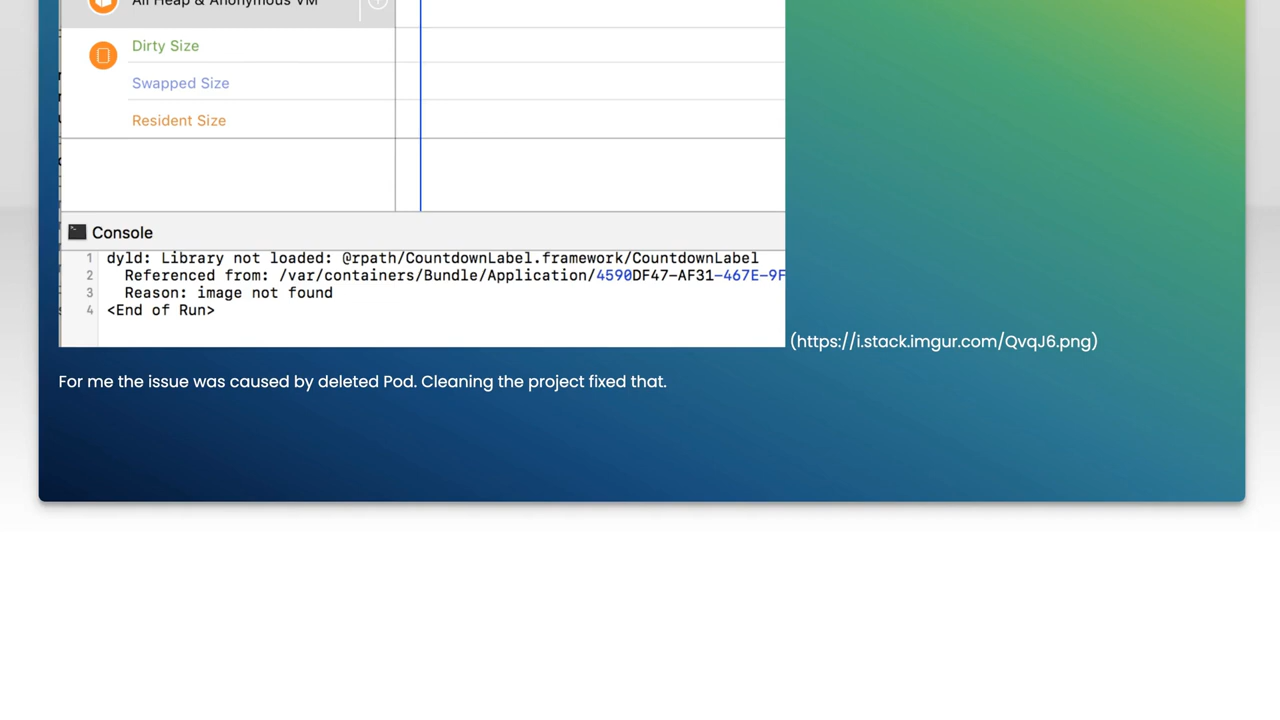 All Heap & Anonymous VM
Dirty Size
Swapped Size
Resident Size
Console
1 dyld: Library not loaded: @rpath/CountdownLabel.framework/CountdownLabel
2 Referenced from: /var/containers/Bundle/Application/4590DF47-AF31-467E-9F
3 Reason: image not found
4 <End of Run>
(https://i.stack.imgur.com/QvqJ6.png)
For me the issue was caused by deleted Pod. Cleaning the project fixed that.